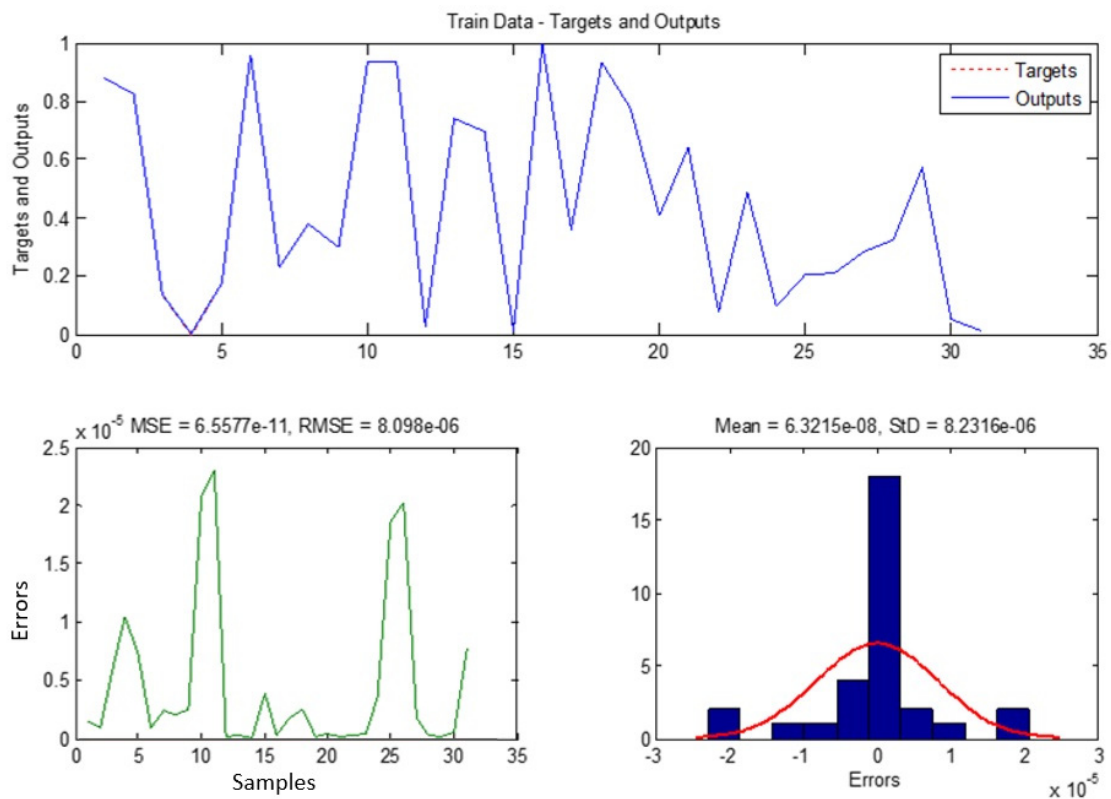 Train Data - Targets and Outputs
Targets and Outputs
1
0.8
0.6
0.4
0.2
0
Targets
Outputs
0 5 10 15 20 25 30 35
x 10^-5 MSE = 6.5577e-11, RMSE = 8.098e-06
Errors
2.5
2
1.5
1
0.5
0
0 5 10 15 20 25 30 35
Samples
Mean = 6.3215e-08, StD = 8.2316e-06
20
15
10
5
0
-3 -2 -1 0 1 2 3
Errors
x 10^-5